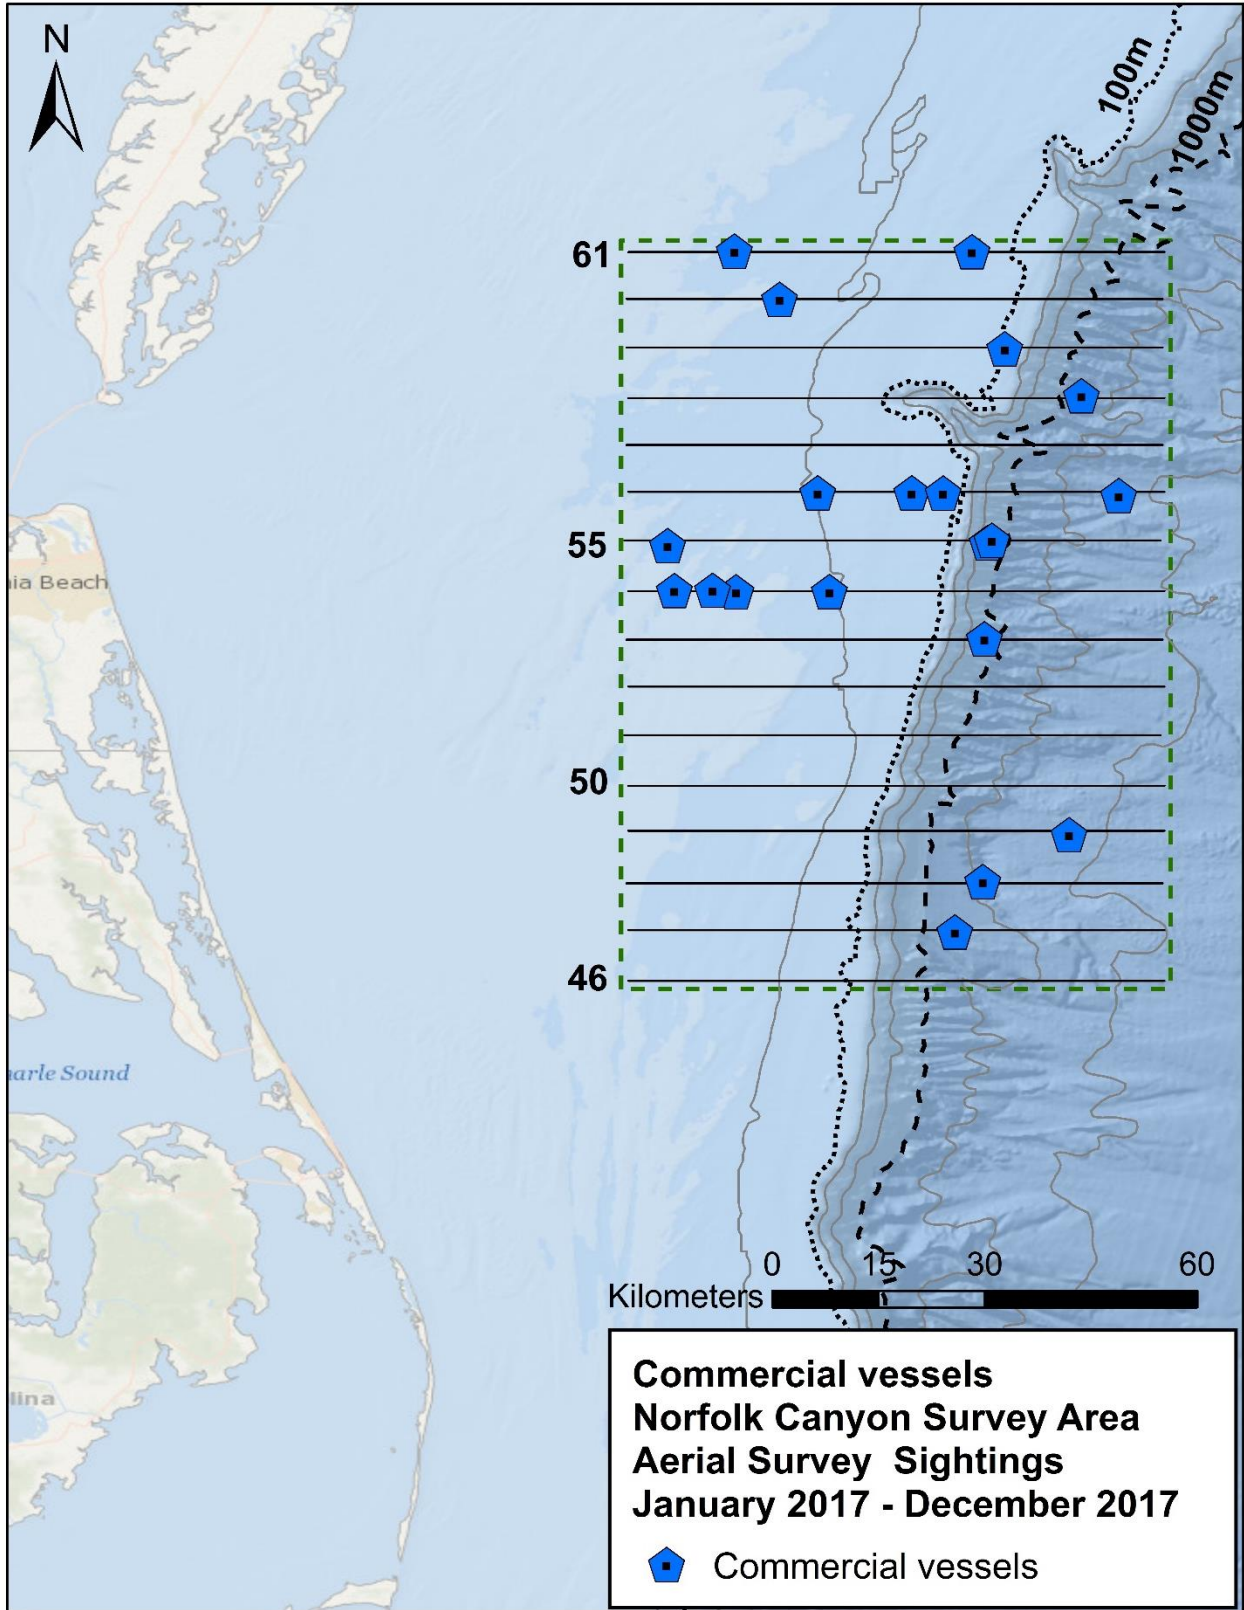 N
100m
1000m
61
55
nia Beach
50
46
arle Sound
0 15 30 60
Kilometers
lina
Commercial vessels
Norfolk Canyon Survey Area
Aerial Survey Sightings
January 2017 - December 2017
Commercial vessels